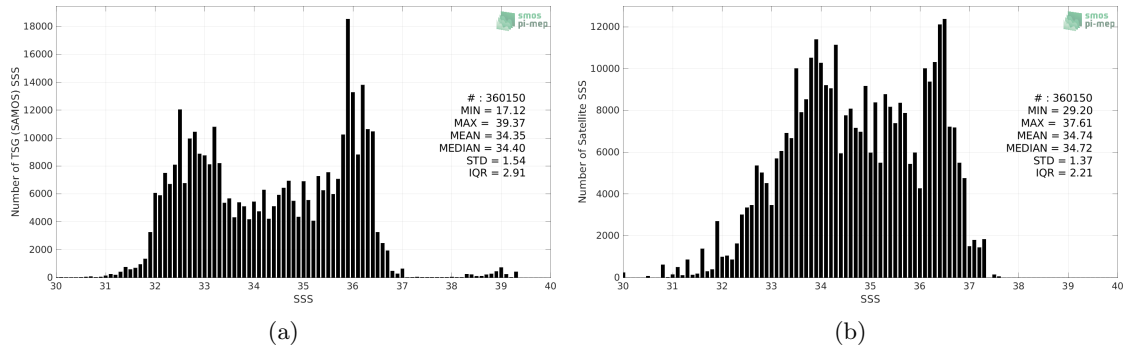 18000
16000
14000
12000
10000
8000
6000
4000
2000
0
30 31 32 33 34 35 36 37 38 39 40
SSS
Number of TSG (SAMOS) SSS
smos
pi-mep
# : 360150
MIN = 17.12
MAX = 39.37
MEAN = 34.35
MEDIAN = 34.40
STD = 1.54
IQR = 2.91
(a)
12000
10000
8000
6000
4000
2000
0
30 31 32 33 34 35 36 37 38 39 40
SSS
Number of Satellite SSS
smos
pi-mep
# : 360150
MIN = 29.20
MAX = 37.61
MEAN = 34.74
MEDIAN = 34.72
STD = 1.37
IQR = 2.21
(b)